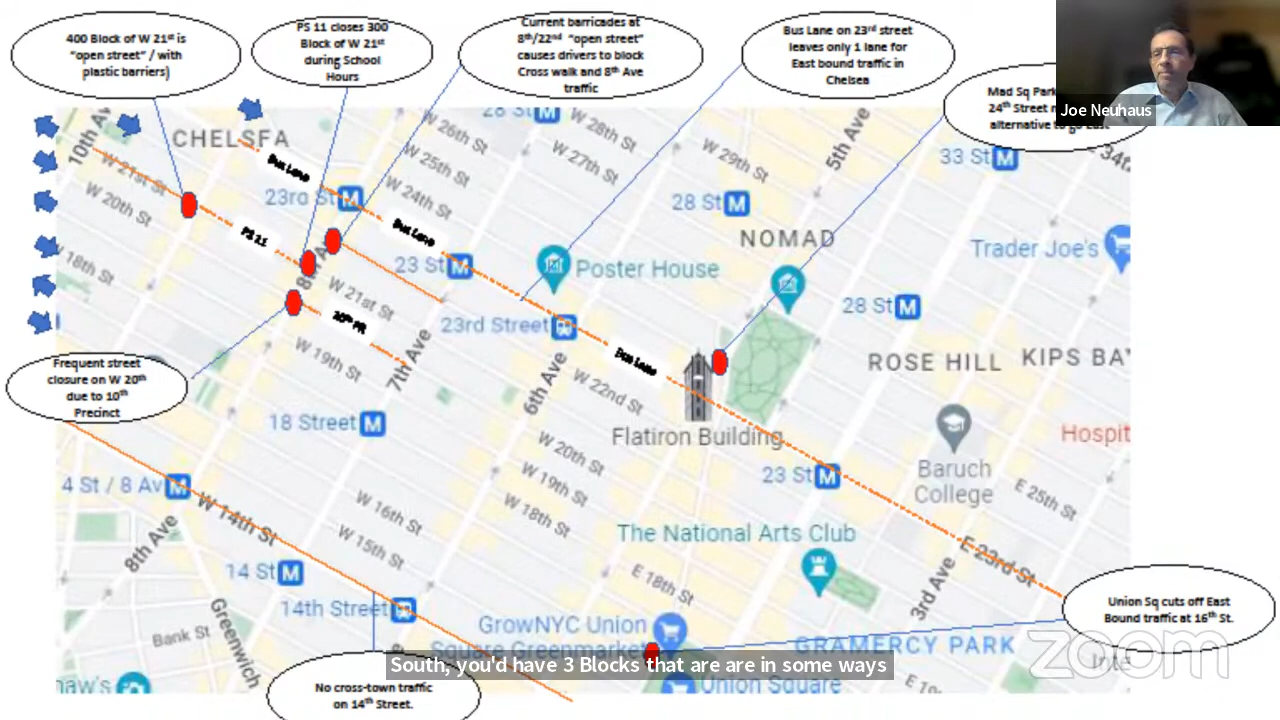 400 Block of W 21st is
"open street" / with
plastic barriers)
PS 11 closes 300
Block of W 21st
during School
Hours
Current barricades at
8th/22nd "open street"
causes drivers to block
Cross walk and 8th Ave
traffic
Bus Lane on 23rd street
leaves only 1 lane for
East bound traffic in
Chelsea
Mad Sq Park
24th Street
alternative to go East
Joe Neuhaus
CHELSEA
10th Av
W 21st St
W 20th St
W 18th St
PS 11
Bus Lane
23rd St
28 St
W 26th St
W 25th St
W 24th St
Bus Lane
23 St
W 28th St
W 27th St
W 29th St
5th Ave
28 St
33 St
34th
NOMAD
Trader Joe's
Poster House
23rd Street
W 21st St
10th PR
W 19th St
7th Ave
6th Ave
Bus Lane
W 22nd St
28 St
ROSE HILL
KIPS BAY
Flatiron Building
Frequent street
closure on W 20th
due to 10th
Precinct
18 Street
W 20th St
W 19th St
W 18th St
23 St
Baruch
College
Hospit
E 25th St
4 St / 8 Av
W 14th St
8th Ave
W 16th St
W 15th St
The National Arts Club
E 18th St
E 23rd St
3rd Ave
14 St
14th Street
Greenwich
Bank St
GrowNYC Union
Square Greenmarket
GRAMERCY PARK
Union Sq cuts off East
Bound traffic at 16th St.
zoom
Inte
Union Square
No cross-town traffic
on 14th Street.
South, you'd have 3 Blocks that are are in some ways